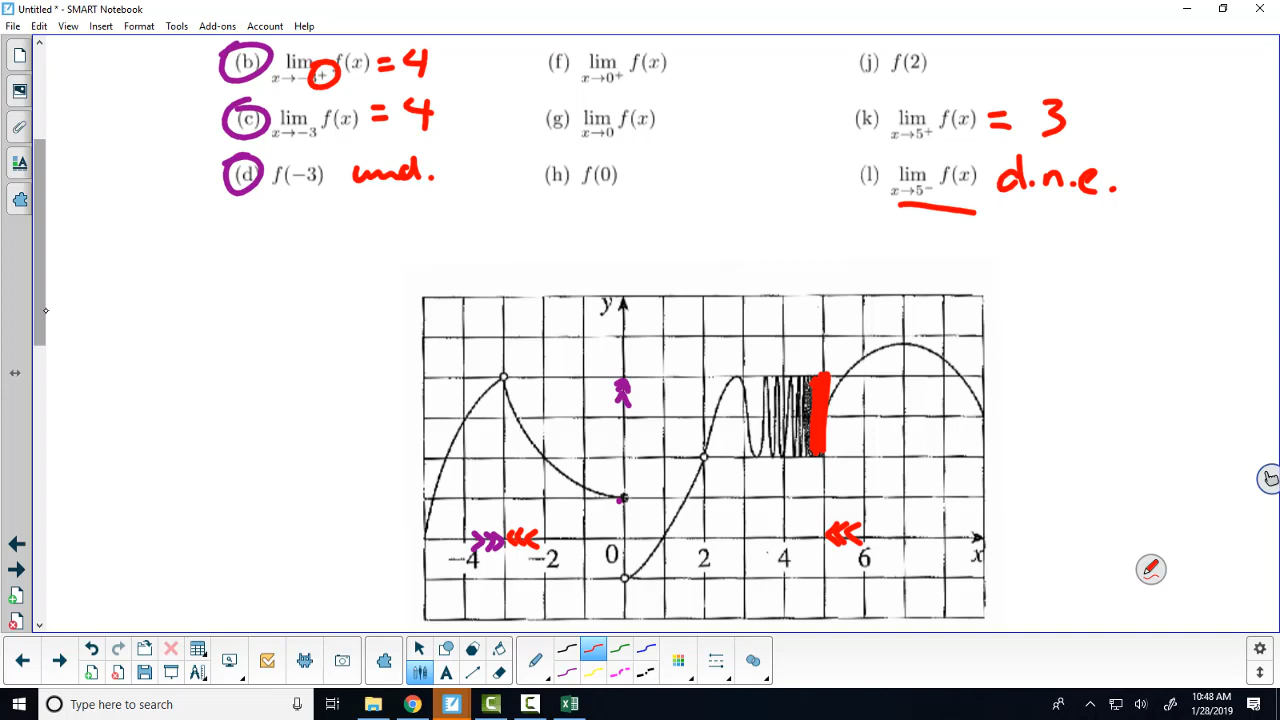 Untitled * - SMART Notebook
File Edit View Insert Format Tools Add-ons Account Help
(b) lim x→-3+ f(x) = 4
(f) lim x→0+ f(x)
(j) f(2)
(c) lim x→−3 f(x) = 4
(g) lim x→0 f(x)
(k) lim x→5+ f(x) = 3
(d) f(−3) und.
(h) f(0)
(l) lim x→5− f(x) d.n.e.
y
−4 −2 0 2 4 6 x
Type here to search
10:48 AM
1/28/2019